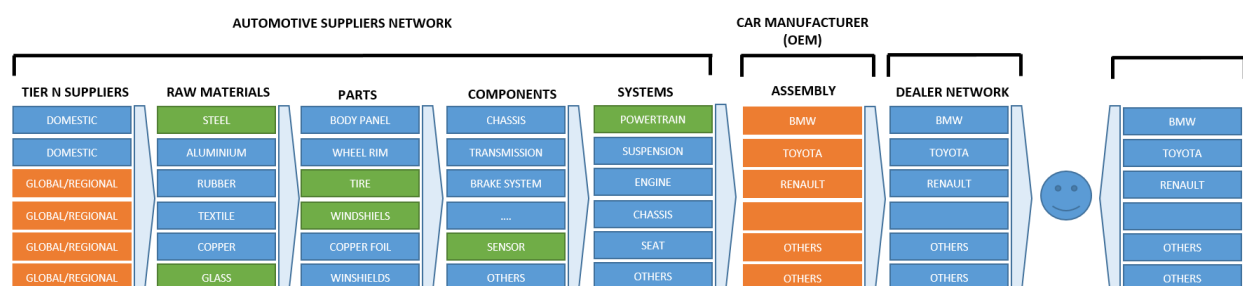 AUTOMOTIVE SUPPLIERS NETWORK
CAR MANUFACTURER
(OEM)
TIER N SUPPLIERS RAW MATERIALS PARTS COMPONENTS SYSTEMS ASSEMBLY DEALER NETWORK
DOMESTIC STEEL BODY PANEL CHASSIS POWERTRAIN BMW BMW BMW
DOMESTIC ALUMINIUM WHEEL RIM TRANSMISSION SUSPENSION TOYOTA TOYOTA TOYOTA
GLOBAL/REGIONAL RUBBER TIRE BRAKE SYSTEM ENGINE RENAULT RENAULT RENAULT
GLOBAL/REGIONAL TEXTILE WINDSHIELS .... CHASSIS
GLOBAL/REGIONAL COPPER COPPER FOIL SENSOR SEAT OTHERS OTHERS OTHERS
GLOBAL/REGIONAL GLASS WINSHIELDS OTHERS OTHERS OTHERS OTHERS OTHERS